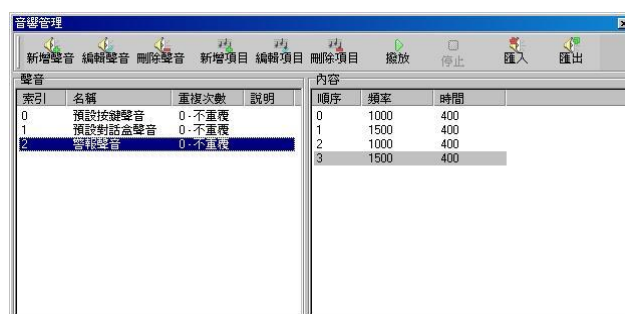 音響管理
新增聲音 編輯聲音 刪除聲音 新增項目 編輯項目 刪除項目 撥放 停止 匯入 匯出
聲音
索引 名稱 重複次數 說明
0 預設按鍵聲音 0 - 不重覆
1 預設對話盒聲音 0 - 不重覆
2 警報聲音 0 - 不重覆
內容
順序 頻率 時間
0 1000 400
1 1500 400
2 1000 400
3 1500 400